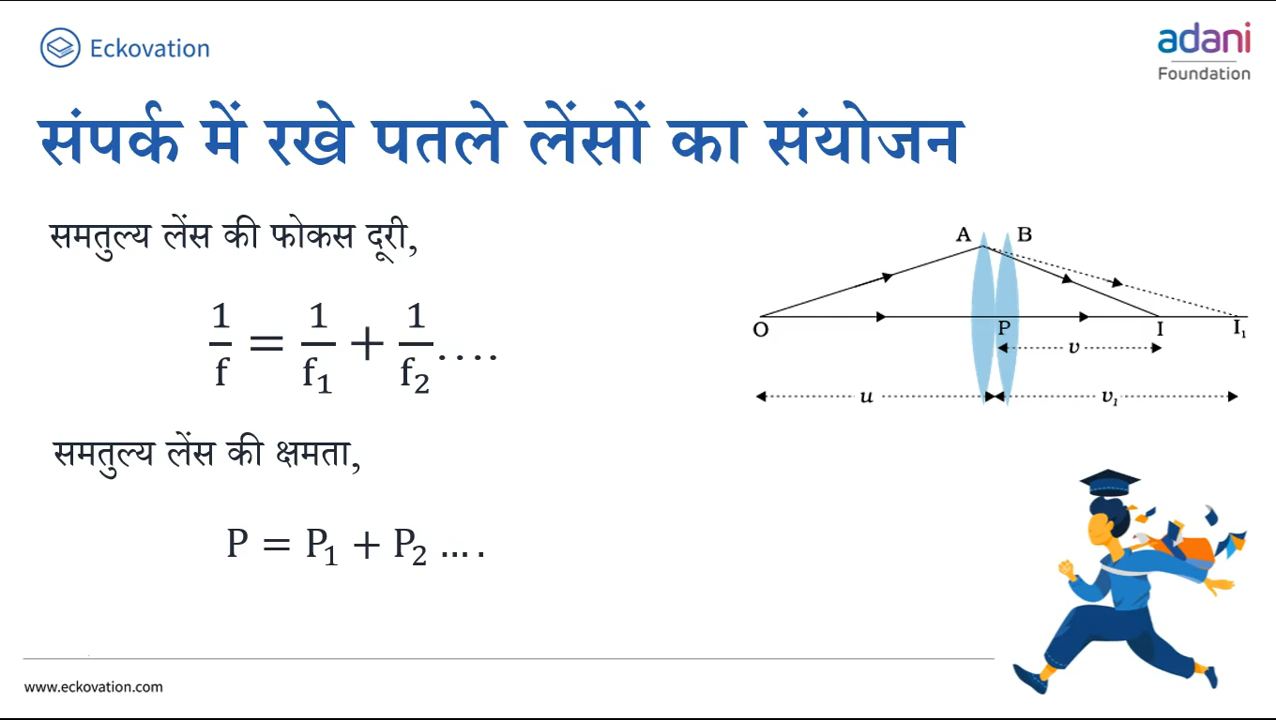 Eckovation
adani
Foundation
संपर्क में रखे पतले लेंसों का संयोजन
समतुल्य लेंस की फोकस दूरी,
1/f = 1/f₁ + 1/f₂ ....
समतुल्य लेंस की क्षमता,
P = P₁ + P₂ ... .
A B
O P I I₁
v
u v₁
www.eckovation.com